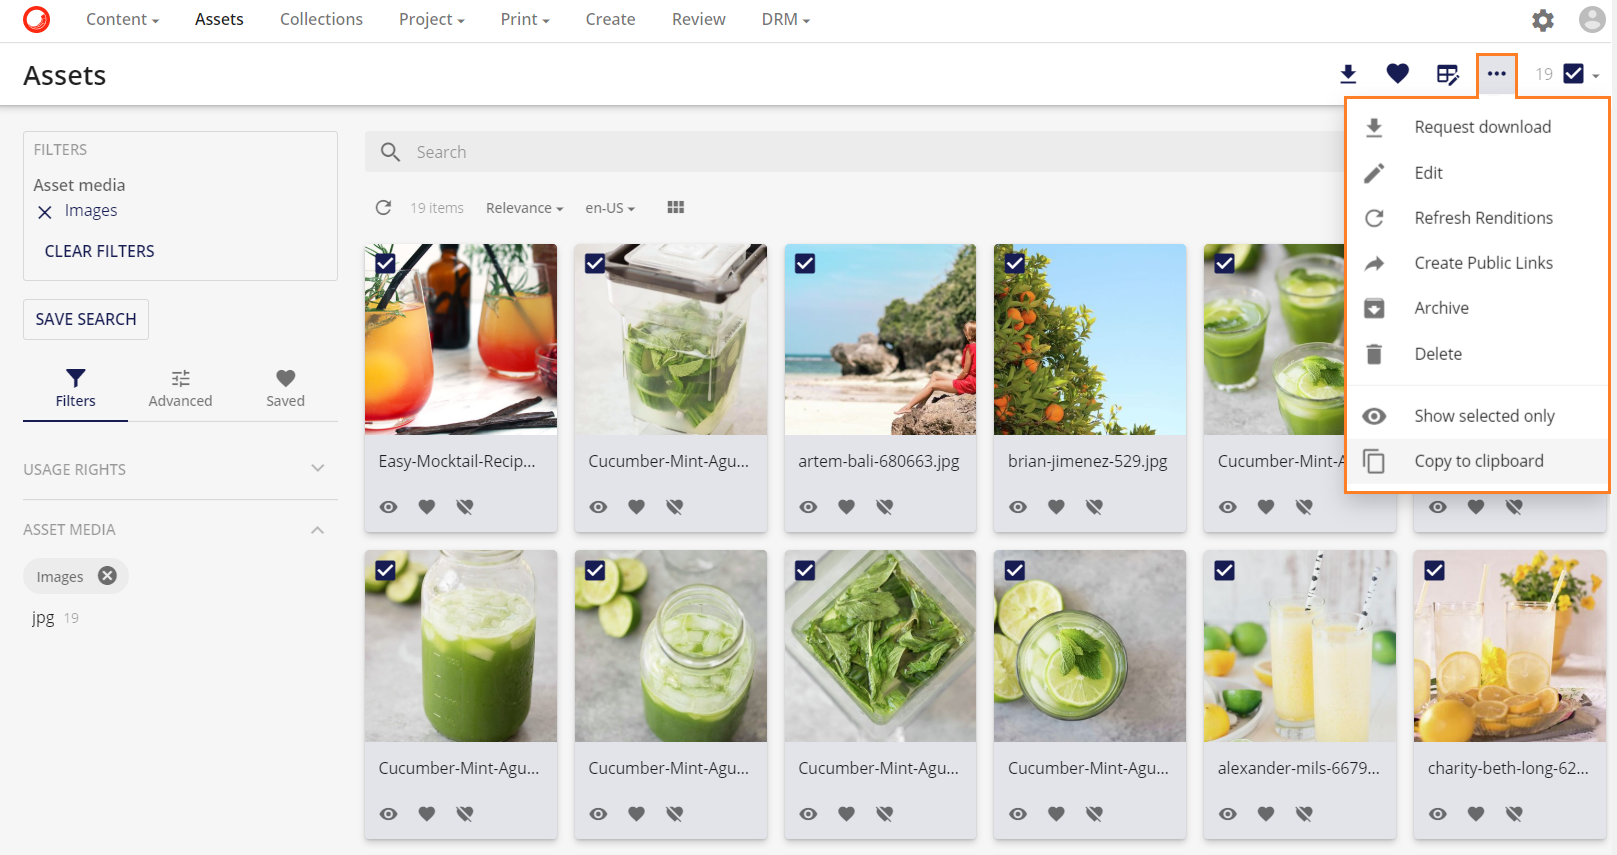 Content Assets Collections Project Print Create Review DRM
Assets
19
Request download
Edit
Refresh Renditions
Create Public Links
Archive
Delete
Show selected only
Copy to clipboard
FILTERS
Asset media
Images
CLEAR FILTERS
SAVE SEARCH
Filters Advanced Saved
USAGE RIGHTS
ASSET MEDIA
Images
jpg 19
Search
19 items Relevance en-US
Easy-Mocktail-Recip... Cucumber-Mint-Agu... artem-bali-680663.jpg brian-jimenez-529.jpg Cucumber-Mint-A
Cucumber-Mint-Agu... Cucumber-Mint-Agu... Cucumber-Mint-Agu... Cucumber-Mint-Agu... alexander-mils-6679... charity-beth-long-62...